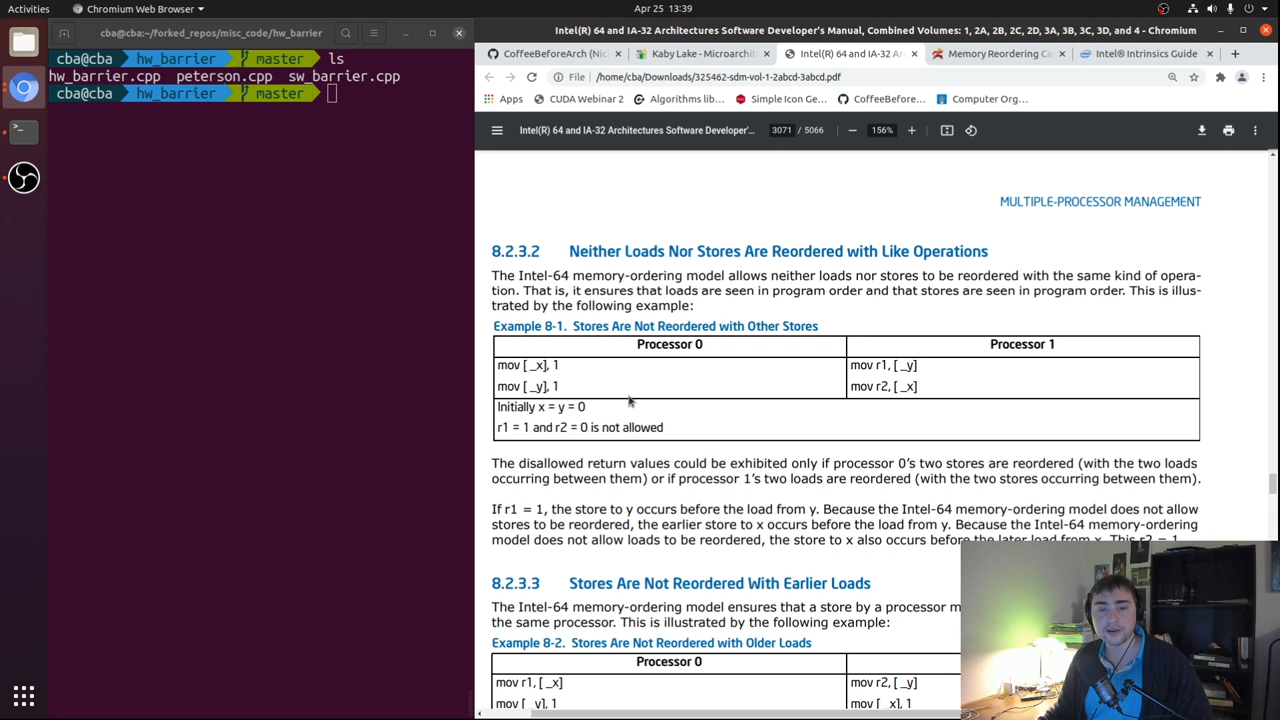 Activities
Chromium Web Browser
Apr 25 13:39
cba@cba: ~/forked_repos/misc_code/hw_barrier
Intel(R) 64 and IA-32 Architectures Software Developer's Manual, Combined Volumes: 1, 2A, 2B, 2C, 2D, 3A, 3B, 3C, 3D, and 4 - Chromium
cba@cba hw_barrier master ls
hw_barrier.cpp peterson.cpp sw_barrier.cpp
cba@cba hw_barrier master
CoffeeBeforeArch (Nic
Kaby Lake - Microarchit
Intel(R) 64 and IA-32 Ar
Memory Reordering Ca
Intel® Intrinsics Guide
File /home/cba/Downloads/325462-sdm-vol-1-2abcd-3abcd.pdf
Apps
CUDA Webinar 2
Algorithms lib...
Simple Icon Ge...
CoffeeBefore...
Computer Org...
Intel(R) 64 and IA-32 Architectures Software Developer'...
3071 / 5066
156%
MULTIPLE-PROCESSOR MANAGEMENT
8.2.3.2 Neither Loads Nor Stores Are Reordered with Like Operations
The Intel-64 memory-ordering model allows neither loads nor stores to be reordered with the same kind of opera-
tion. That is, it ensures that loads are seen in program order and that stores are seen in program order. This is illus-
trated by the following example:
Example 8-1. Stores Are Not Reordered with Other Stores
Processor 0
Processor 1
mov [ _x], 1
mov r1, [ _y]
mov [ _y], 1
mov r2, [ _x]
Initially x = y = 0
r1 = 1 and r2 = 0 is not allowed
The disallowed return values could be exhibited only if processor 0's two stores are reordered (with the two loads
occurring between them) or if processor 1's two loads are reordered (with the two stores occurring between them).
If r1 = 1, the store to y occurs before the load from y. Because the Intel-64 memory-ordering model does not allow
stores to be reordered, the earlier store to x occurs before the load from y. Because the Intel-64 memory-ordering
model does not allow loads to be reordered, the store to x also occurs before the later load from x. This r2 = 1.
8.2.3.3 Stores Are Not Reordered With Earlier Loads
The Intel-64 memory-ordering model ensures that a store by a processor m
the same processor. This is illustrated by the following example:
Example 8-2. Stores Are Not Reordered with Older Loads
Processor 0
mov r1, [ _x]
mov r2, [ _y]
mov [ _y], 1
mov [ _x], 1